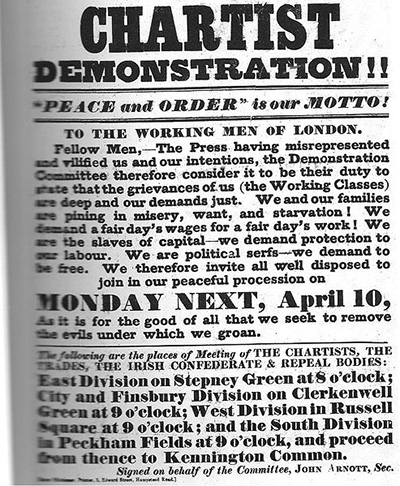 CHARTIST
DEMONSTRATION!!
"PEACE and ORDER" is our MOTTO!
TO THE WORKING MEN OF LONDON.
Fellow Men,—The Press having misrepresented
and vilified us and our intentions, the Demonstration
Committee therefore consider it to be their duty to
state that the grievances of us (the Working Classes)
are deep and our demands just. We and our families
are pining in misery, want, and starvation! We
demand a fair day's wages for a fair day's work! We
are the slaves of capital—we demand protection to
our labour. We are political serfs—we demand to
be free. We therefore invite all well disposed to
join in our peaceful procession on
MONDAY NEXT, April 10,
As it is for the good of all that we seek to remove
the evils under which we groan.
The following are the places of Meeting of THE CHARTISTS, THE
TRADES, THE IRISH CONFEDERATE & REPEAL BODIES:
East Division on Stepney Green at 8 o'clock;
City and Finsbury Division on Clerkenwell
Green at 9 o'clock; West Division in Russell
Square at 9 o'clock; and the South Division
in Peckham Fields at 9 o'clock, and proceed
from thence to Kennington Common.
Signed on behalf of the Committee, JOHN ARNOTT, Sec.
Printer, Edward Street, Hampstead Road.]